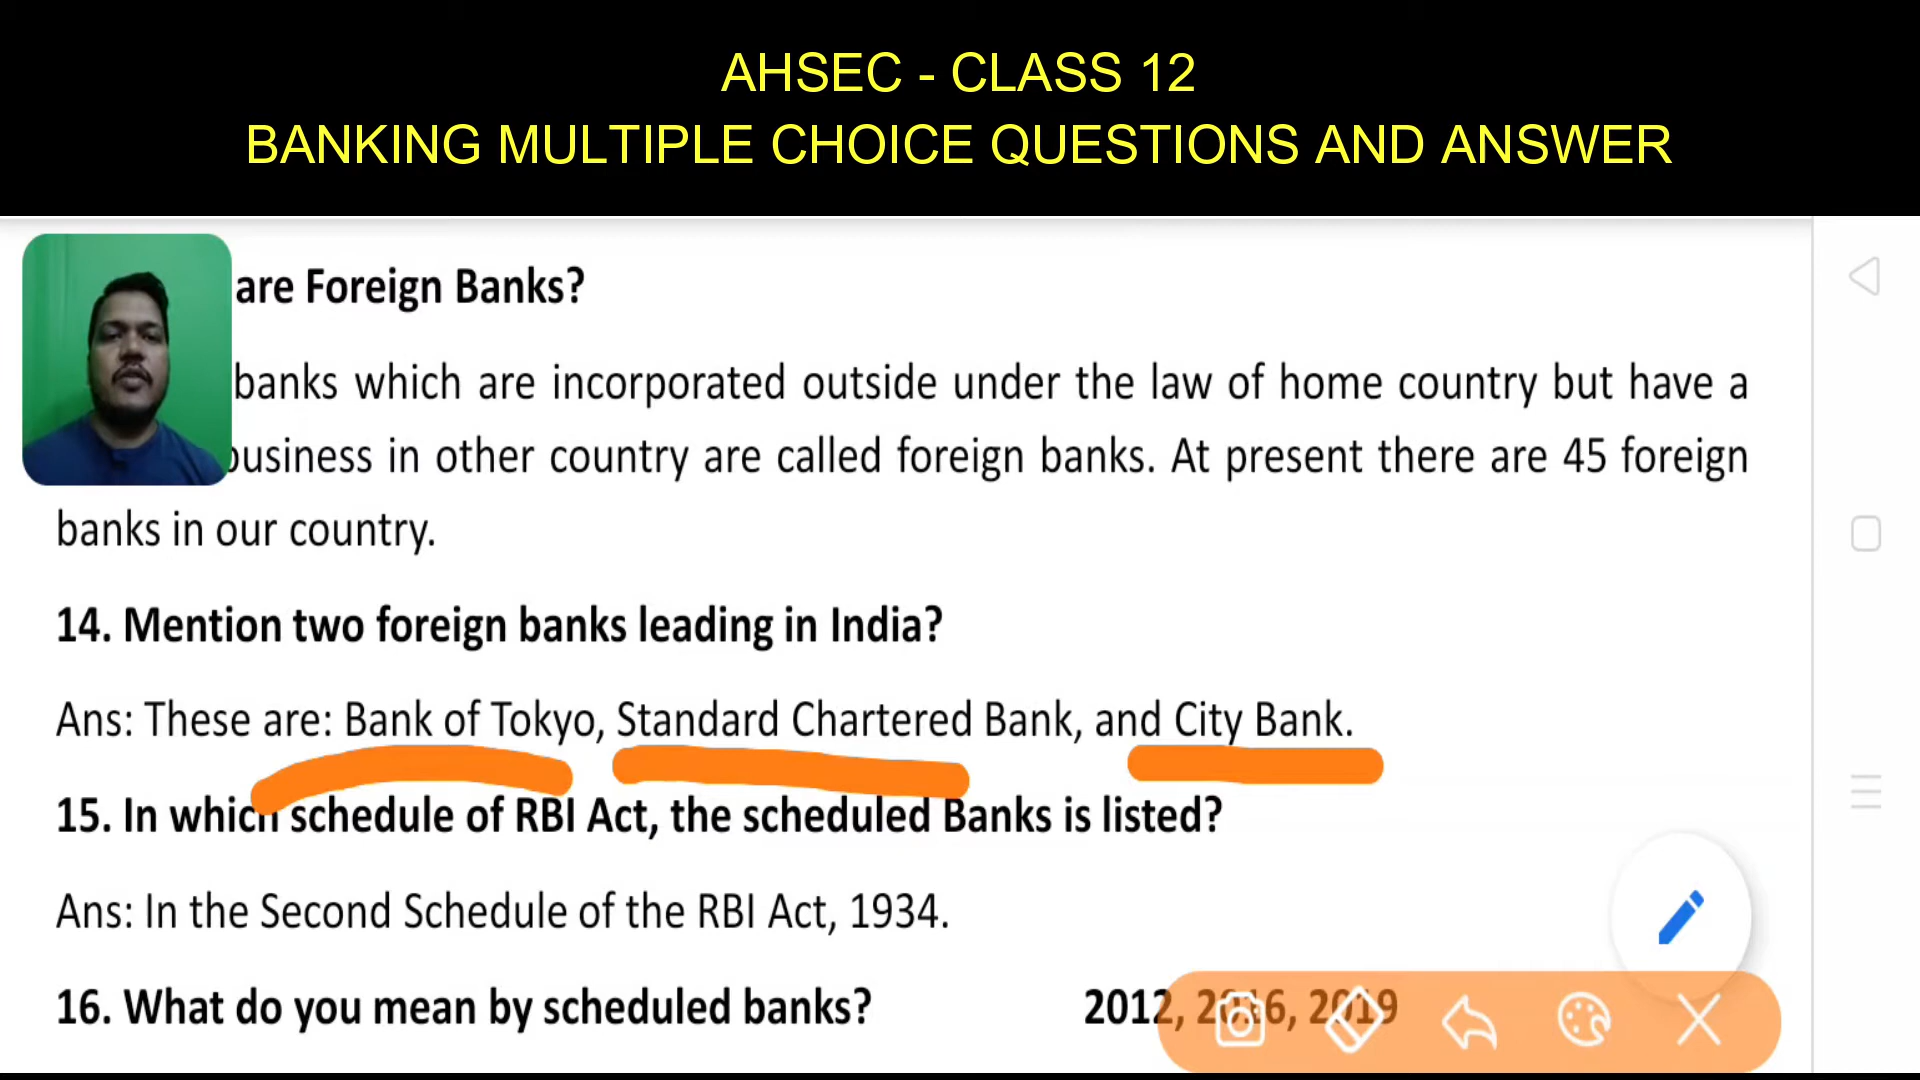 AHSEC - CLASS 12
BANKING MULTIPLE CHOICE QUESTIONS AND ANSWER
are Foreign Banks?
banks which are incorporated outside under the law of home country but have a
business in other country are called foreign banks. At present there are 45 foreign
banks in our country.
14. Mention two foreign banks leading in India?
Ans: These are: Bank of Tokyo, Standard Chartered Bank, and City Bank.
15. In which schedule of RBI Act, the scheduled Banks is listed?
Ans: In the Second Schedule of the RBI Act, 1934.
16. What do you mean by scheduled banks? 2012, 2016, 2019